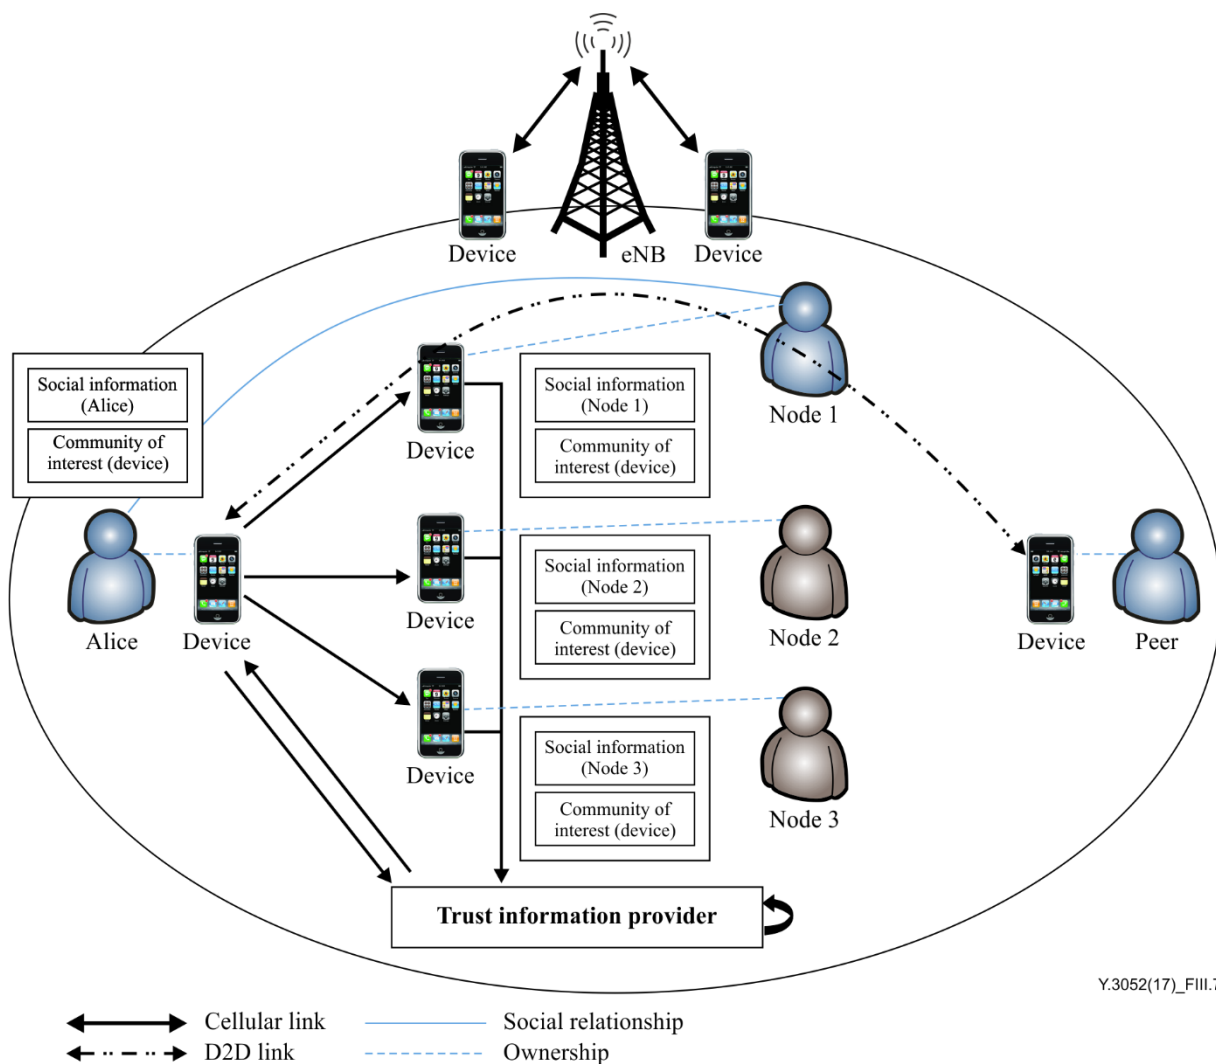 Device
eNB
Device
Social information
(Alice)
Community of
interest (device)
Device
Social information
(Node 1)
Community of
interest (device)
Node 1
Alice
Device
Device
Social information
(Node 2)
Community of
interest (device)
Node 2
Device
Peer
Device
Social information
(Node 3)
Community of
interest (device)
Node 3
Trust information provider
Y.3052(17)_FIII.7
Cellular link
Social relationship
D2D link
Ownership